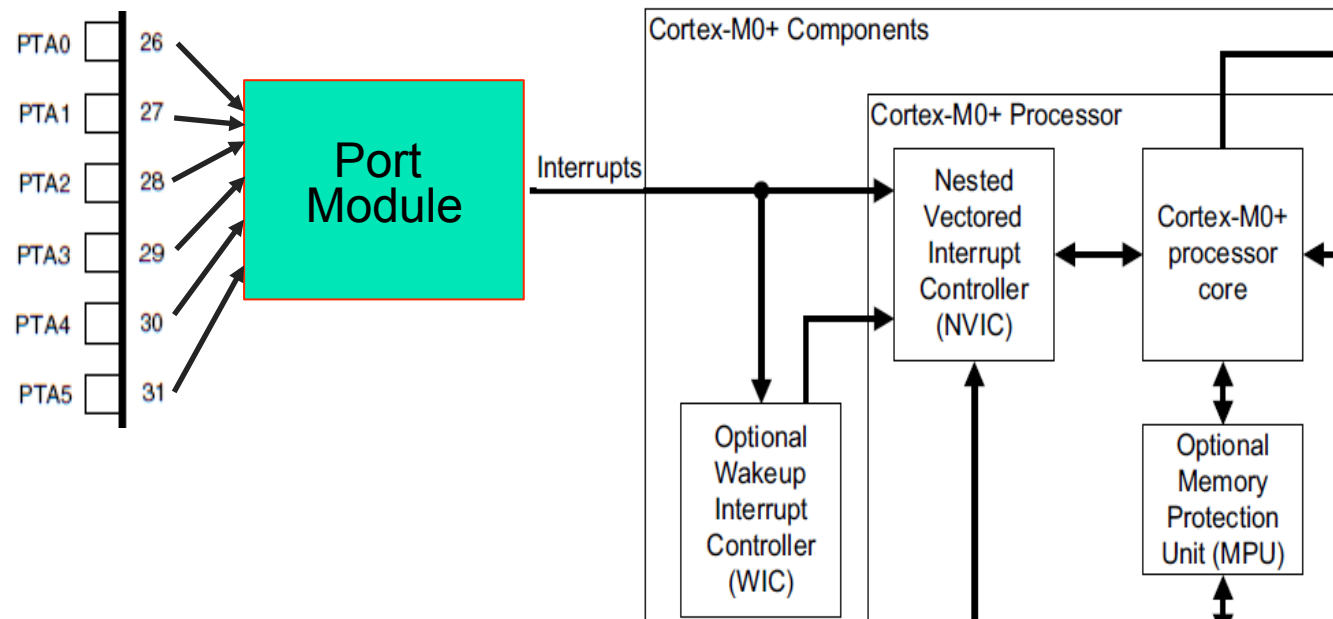 PTA0 26
PTA1 27
PTA2 28
PTA3 29
PTA4 30
PTA5 31
Port
Module
Interrupts
Cortex-M0+ Components
Cortex-M0+ Processor
Nested
Vectored
Interrupt
Controller
(NVIC)
Cortex-M0+
processor
core
Optional
Wakeup
Interrupt
Controller
(WIC)
Optional
Memory
Protection
Unit (MPU)